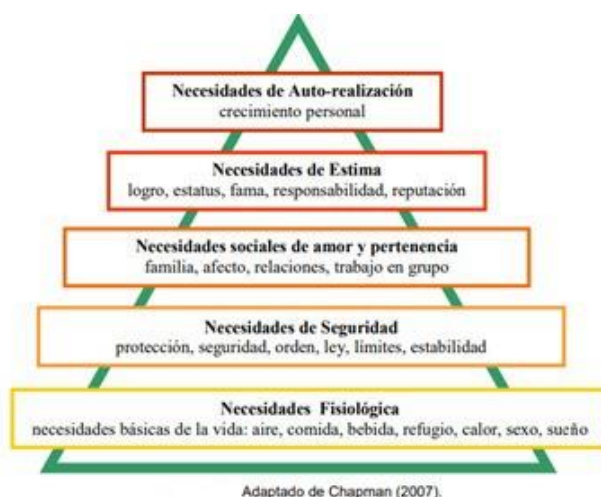 Necesidades de Auto-realización
crecimiento personal
Necesidades de Estima
logro, estatus, fama, responsabilidad, reputación
Necesidades sociales de amor y pertenencia
familia, afecto, relaciones, trabajo en grupo
Necesidades de Seguridad
protección, seguridad, orden, ley, límites, estabilidad
Necesidades Fisiológica
necesidades básicas de la vida: aire, comida, bebida, refugio, calor, sexo, sueño
Adaptado de Chapman (2007).